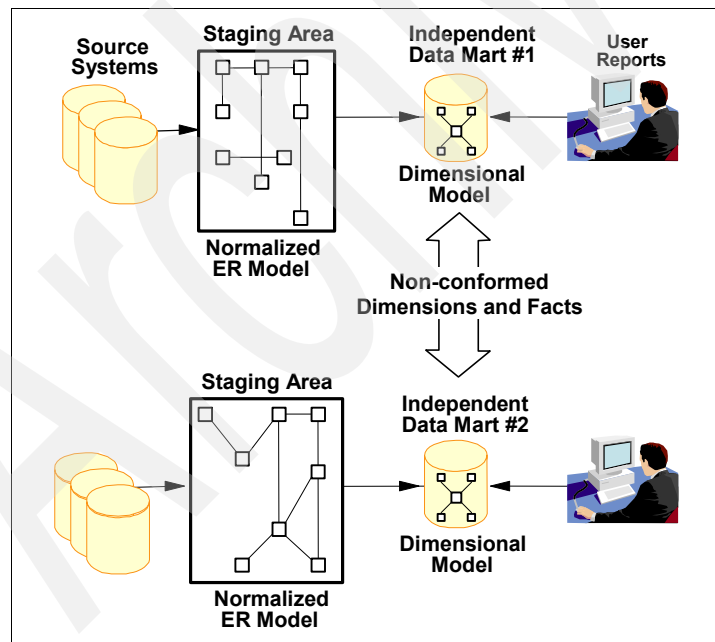 Source
Systems
Staging Area
Independent
Data Mart #1
User
Reports
Dimensional
Model
Normalized
ER Model
Non-conformed
Dimensions and Facts
Staging Area
Independent
Data Mart #2
Dimensional
Model
Normalized
ER Model
Archiv